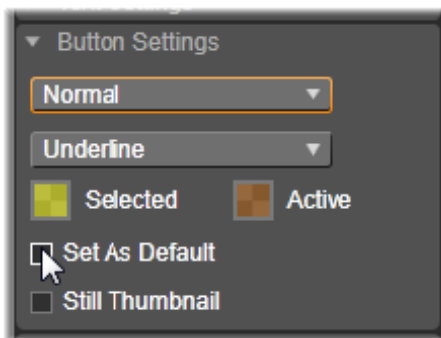 Button Settings
Normal
Underline
Selected Active
Set As Default
Still Thumbnail